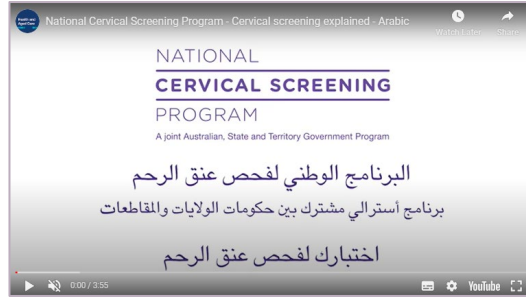 National Cervical Screening Program - Cervical screening explained - Arabic
Watch Later
Share
NATIONAL
CERVICAL SCREENING
PROGRAM
A joint Australian, State and Territory Government Program
البرنامج الوطني لفحص عنق الرحم
برنامج أسترالي مشترك بين حكومات الولايات والمقاطعات
اختبارك لفحص عنق الرحم
0:00 / 3:55
YouTube